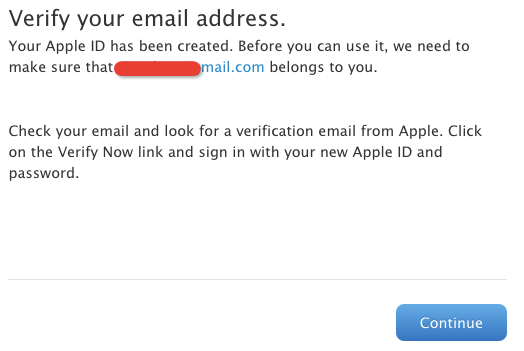 Verify your email address.
Your Apple ID has been created. Before you can use it, we need to
make sure that mail.com belongs to you.
Check your email and look for a verification email from Apple. Click
on the Verify Now link and sign in with your new Apple ID and
password.
Continue